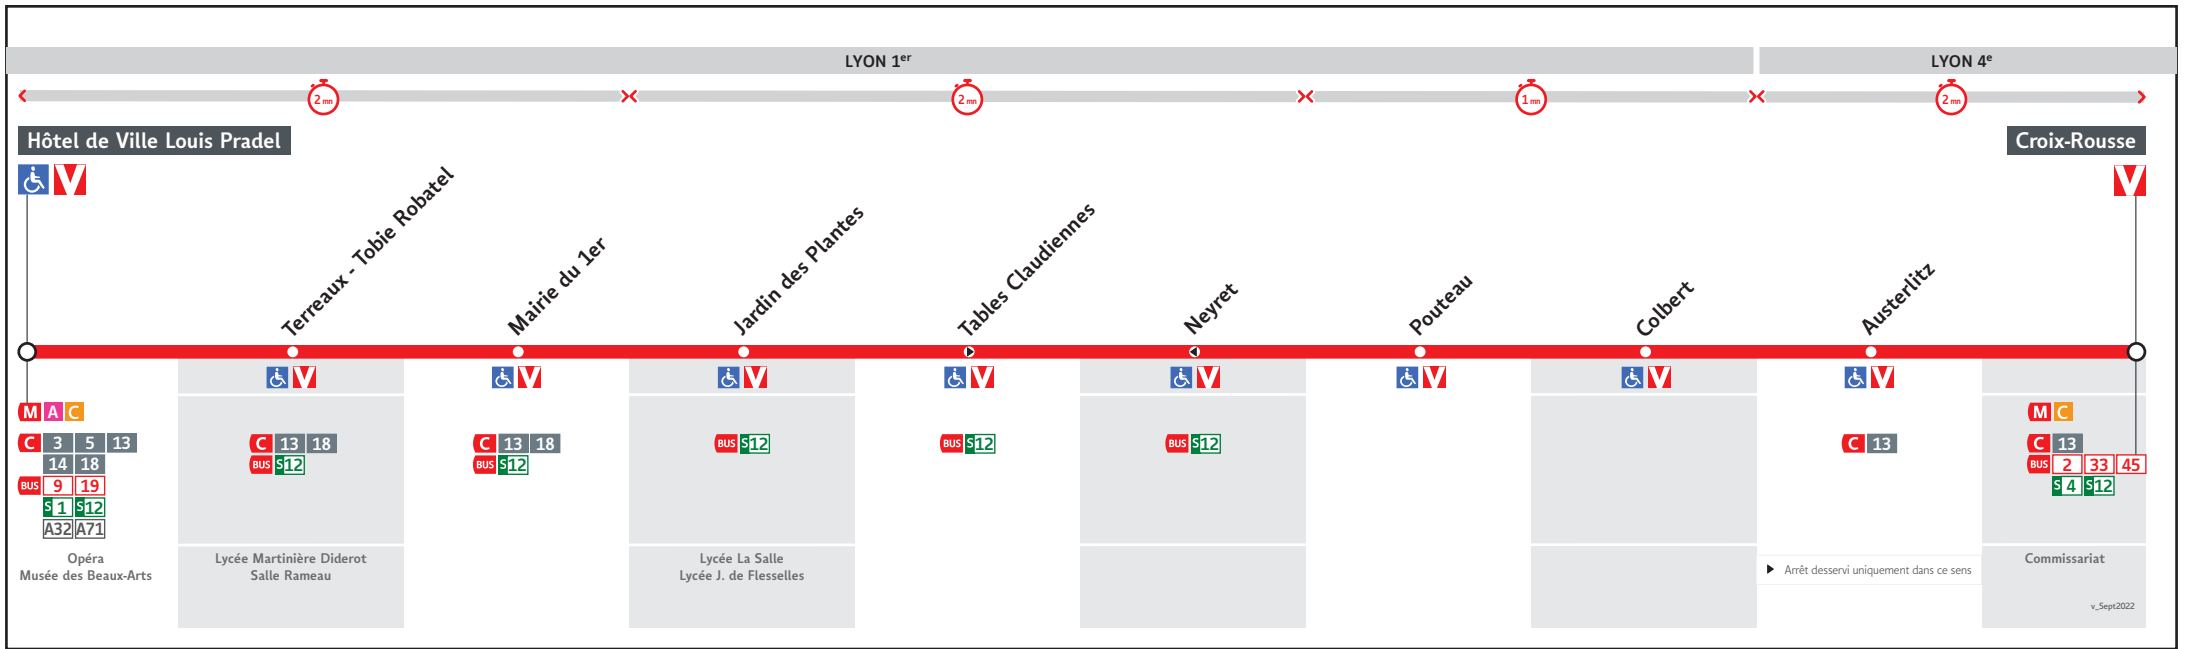 LYON 1er
LYON 4e
2 mn
2 mn
1 mn
2 mn
Hôtel de Ville Louis Pradel
Croix-Rousse
V
V
Terreaux - Tobie Robatel
Mairie du 1er
Jardin des Plantes
Tables Claudiennes
Neyret
Pouteau
Colbert
Austerlitz
V
V
V
V
V
V
V
V
M A C
C 3 5 13
14 18
BUS 9 19
S1 S12
A32 A71
Opéra
Musée des Beaux-Arts
C 13 18
BUS S12
Lycée Martinière Diderot
Salle Rameau
C 13 18
BUS S12
BUS S12
Lycée La Salle
Lycée J. de Flesselles
BUS S12
BUS S12
C 13
Arrêt desservi uniquement dans ce sens
M C
C 13
BUS 2 33 45
S4 S12
Commissariat
v_Sept2022